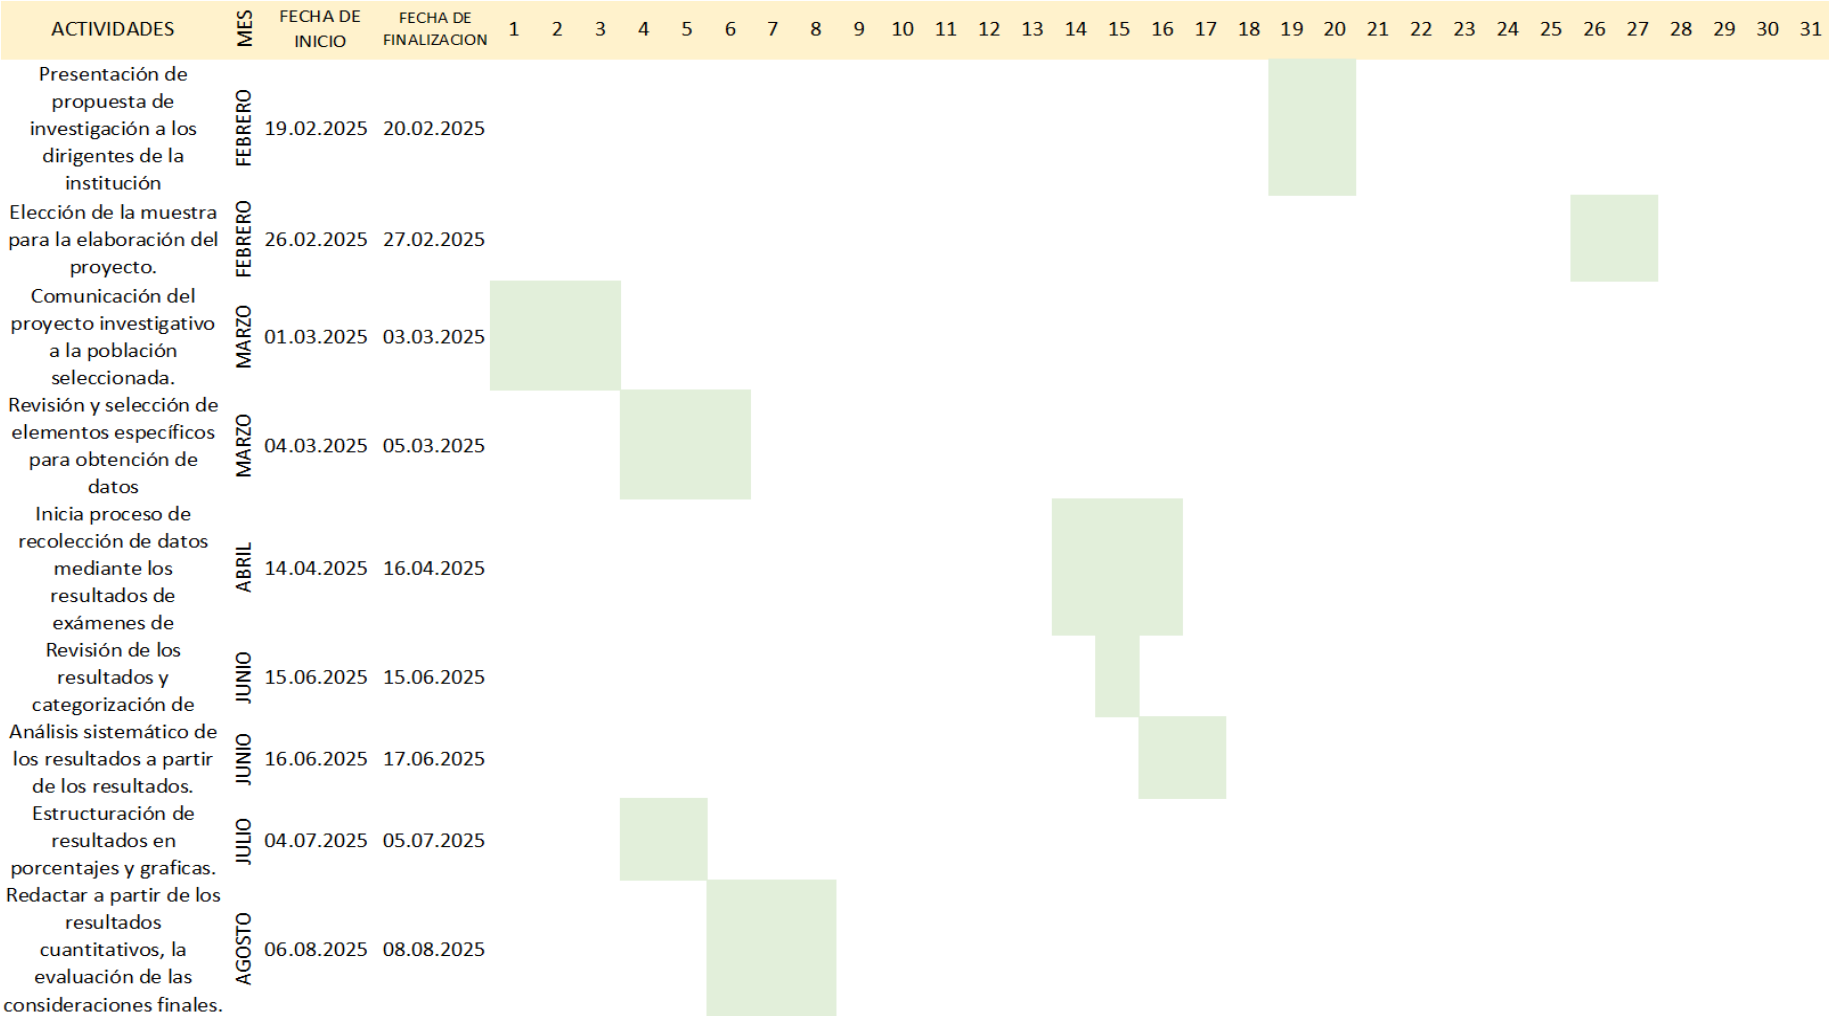 ACTIVIDADES MES FECHA DE INICIO FECHA DE FINALIZACION 1 2 3 4 5 6 7 8 9 10 11 12 13 14 15 16 17 18 19 20 21 22 23 24 25 26 27 28 29 30 31
Presentación de
propuesta de
investigación a los
dirigentes de la
institución
FEBRERO 19.02.2025 20.02.2025
Elección de la muestra
para la elaboración del
proyecto.
FEBRERO 26.02.2025 27.02.2025
Comunicación del
proyecto investigativo
a la población
seleccionada.
MARZO 01.03.2025 03.03.2025
Revisión y selección de
elementos específicos
para obtención de
datos
MARZO 04.03.2025 05.03.2025
Inicia proceso de
recolección de datos
mediante los
resultados de
exámenes de
ABRIL 14.04.2025 16.04.2025
Revisión de los
resultados y
categorización de
JUNIO 15.06.2025 15.06.2025
Análisis sistemático de
los resultados a partir
de los resultados.
JUNIO 16.06.2025 17.06.2025
Estructuración de
resultados en
porcentajes y graficas.
JULIO 04.07.2025 05.07.2025
Redactar a partir de los
resultados
cuantitativos, la
evaluación de las
consideraciones finales.
AGOSTO 06.08.2025 08.08.2025